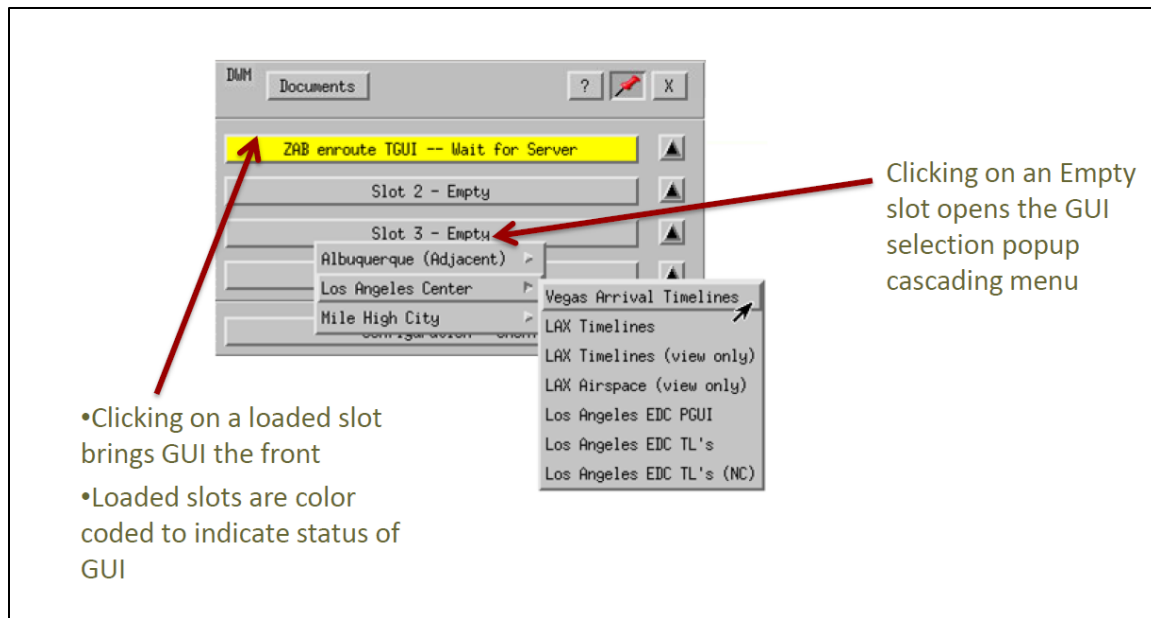 DWM
Documents
?
X
ZAB enroute TGUI -- Wait for Server
Slot 2 - Empty
Slot 3 - Empty
Albuquerque (Adjacent)
Los Angeles Center
Mile High City
Vegas Arrival Timelines
LAX Timelines
LAX Timelines (view only)
LAX Airspace (view only)
Los Angeles EDC PGUI
Los Angeles EDC TL's
Los Angeles EDC TL's (NC)
Clicking on an Empty
slot opens the GUI
selection popup
cascading menu
•Clicking on a loaded slot
brings GUI the front
•Loaded slots are color
coded to indicate status of
GUI